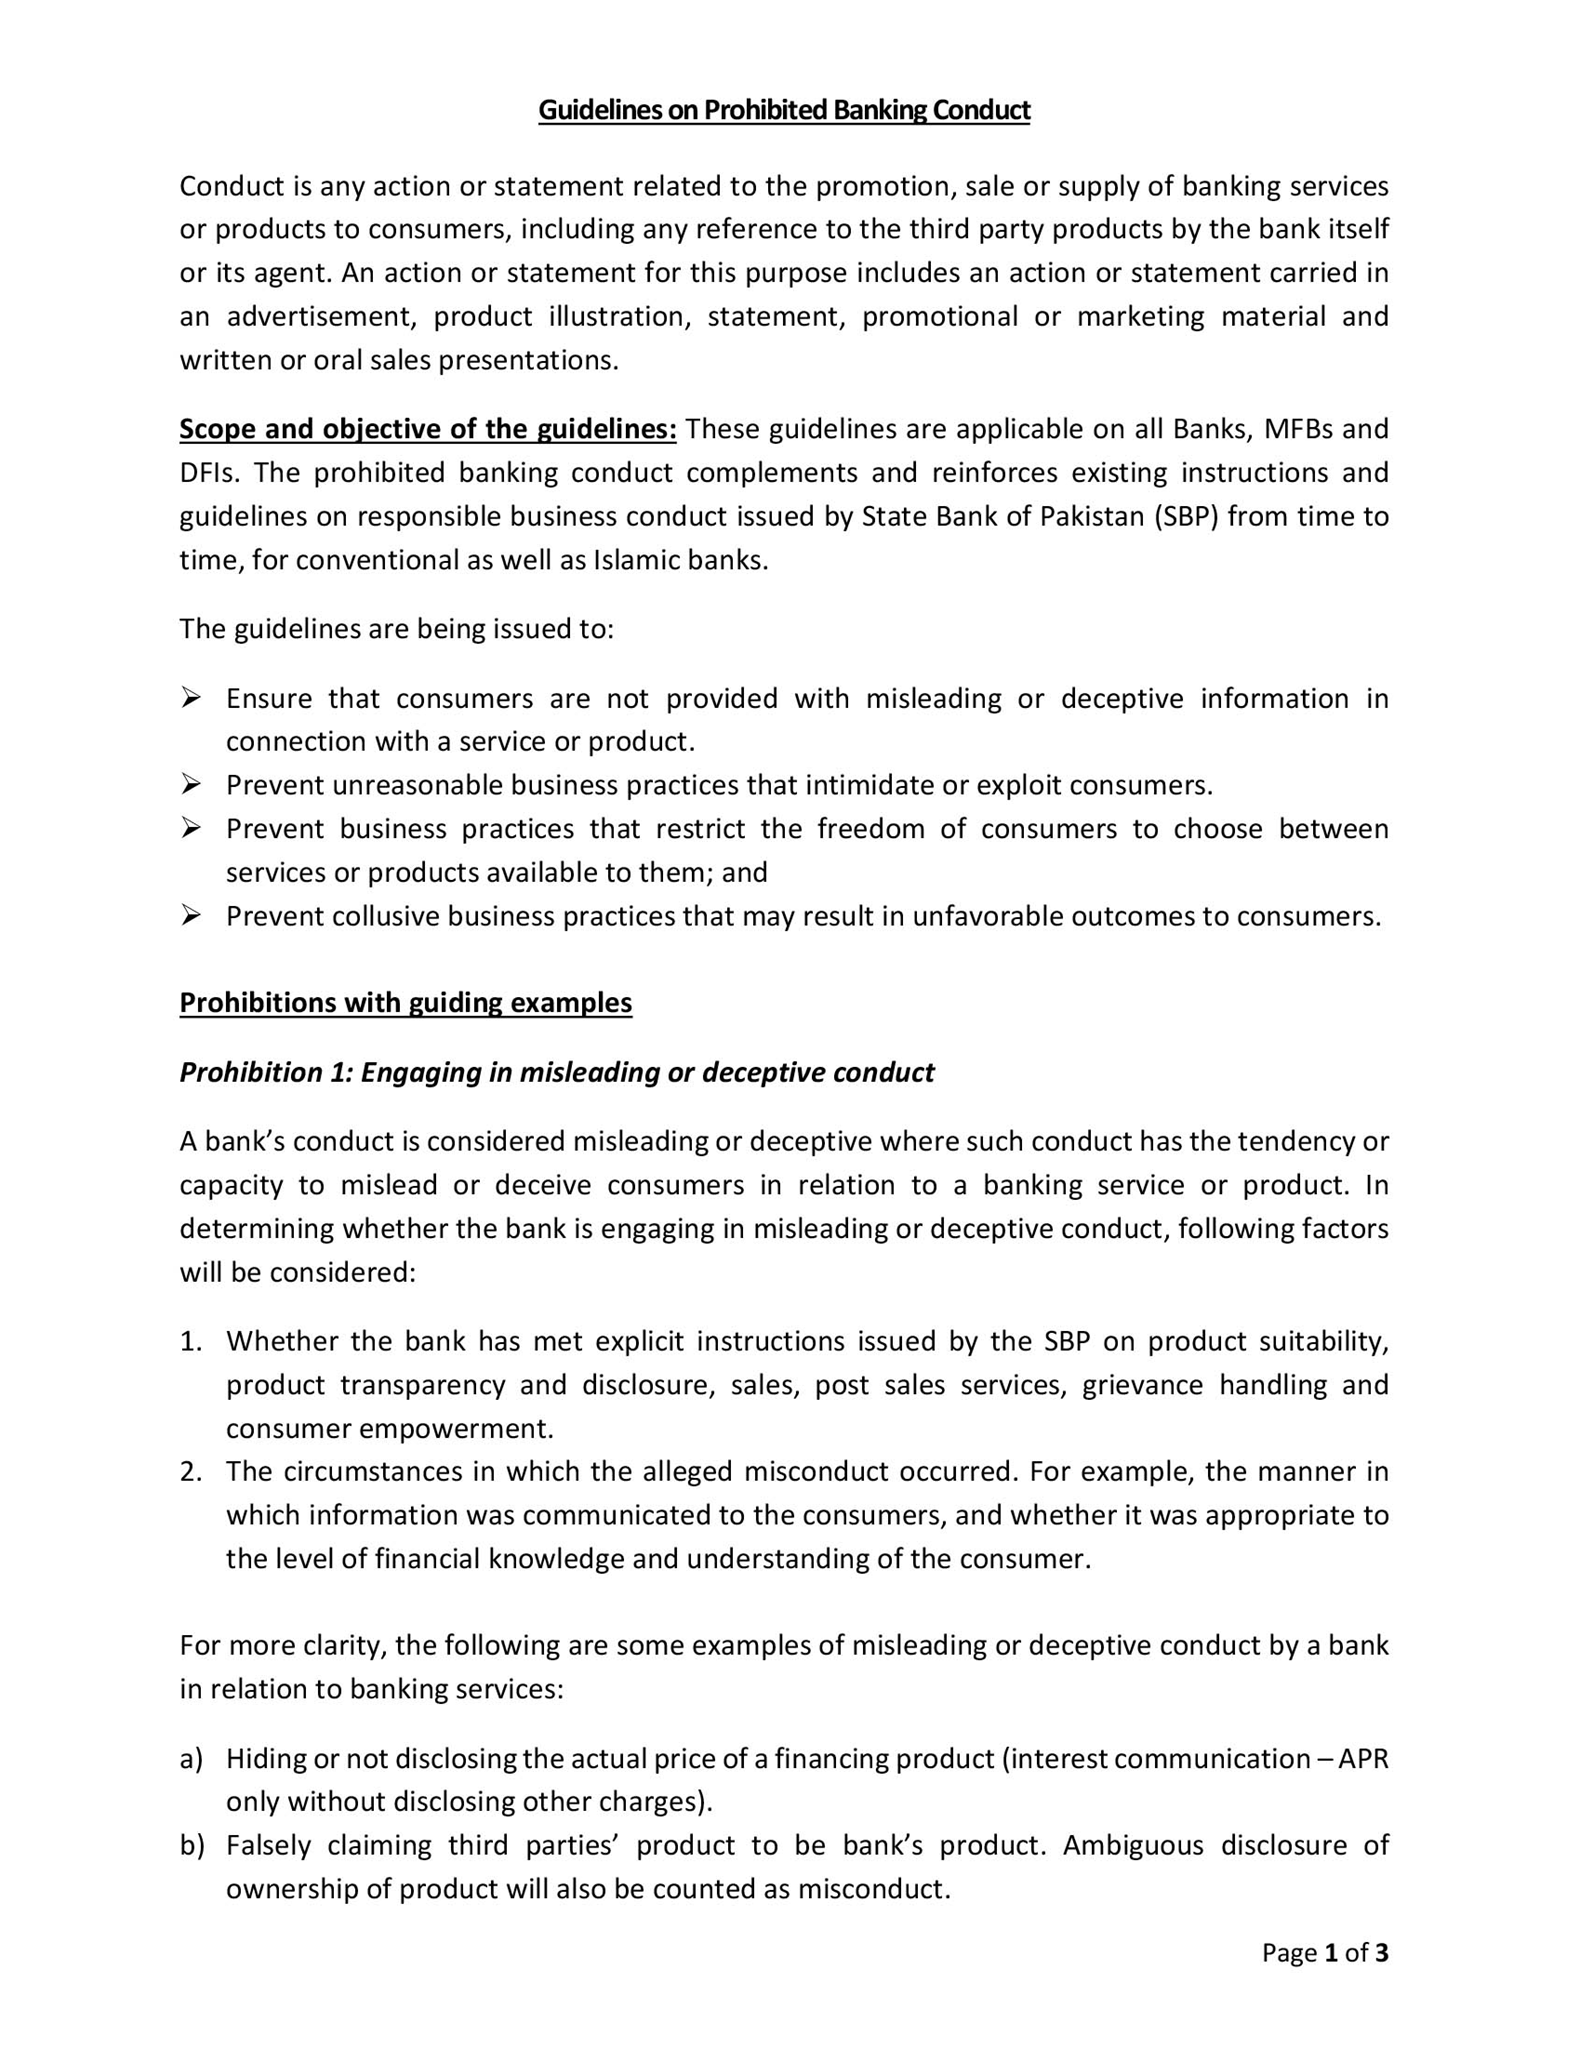 Guidelines on Prohibited Banking Conduct
Conduct is any action or statement related to the promotion, sale or supply of banking services
or products to consumers, including any reference to the third party products by the bank itself
or its agent. An action or statement for this purpose includes an action or statement carried in
an advertisement, product illustration, statement, promotional or marketing material and
written or oral sales presentations.
Scope and objective of the guidelines: These guidelines are applicable on all Banks, MFBs and
DFIs. The prohibited banking conduct complements and reinforces existing instructions and
guidelines on responsible business conduct issued by State Bank of Pakistan (SBP) from time to
time, for conventional as well as Islamic banks.
The guidelines are being issued to:
➢ Ensure that consumers are not provided with misleading or deceptive information in
connection with a service or product.
➢ Prevent unreasonable business practices that intimidate or exploit consumers.
➢ Prevent business practices that restrict the freedom of consumers to choose between
services or products available to them; and
➢ Prevent collusive business practices that may result in unfavorable outcomes to consumers.
Prohibitions with guiding examples
Prohibition 1: Engaging in misleading or deceptive conduct
A bank’s conduct is considered misleading or deceptive where such conduct has the tendency or
capacity to mislead or deceive consumers in relation to a banking service or product. In
determining whether the bank is engaging in misleading or deceptive conduct, following factors
will be considered:
1. Whether the bank has met explicit instructions issued by the SBP on product suitability,
product transparency and disclosure, sales, post sales services, grievance handling and
consumer empowerment.
2. The circumstances in which the alleged misconduct occurred. For example, the manner in
which information was communicated to the consumers, and whether it was appropriate to
the level of financial knowledge and understanding of the consumer.
For more clarity, the following are some examples of misleading or deceptive conduct by a bank
in relation to banking services:
a) Hiding or not disclosing the actual price of a financing product (interest communication – APR
only without disclosing other charges).
b) Falsely claiming third parties’ product to be bank’s product. Ambiguous disclosure of
ownership of product will also be counted as misconduct.
Page 1 of 3